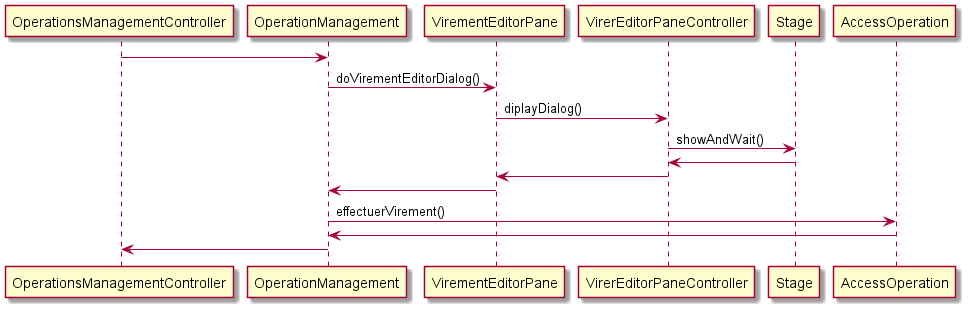 OperationsManagementController
OperationManagement
VirementEditorPane
VirerEditorPaneController
Stage
AccessOperation
doVirementEditorDialog()
diplayDialog()
showAndWait()
effectuerVirement()
OperationsManagementController
OperationManagement
VirementEditorPane
VirerEditorPaneController
Stage
AccessOperation